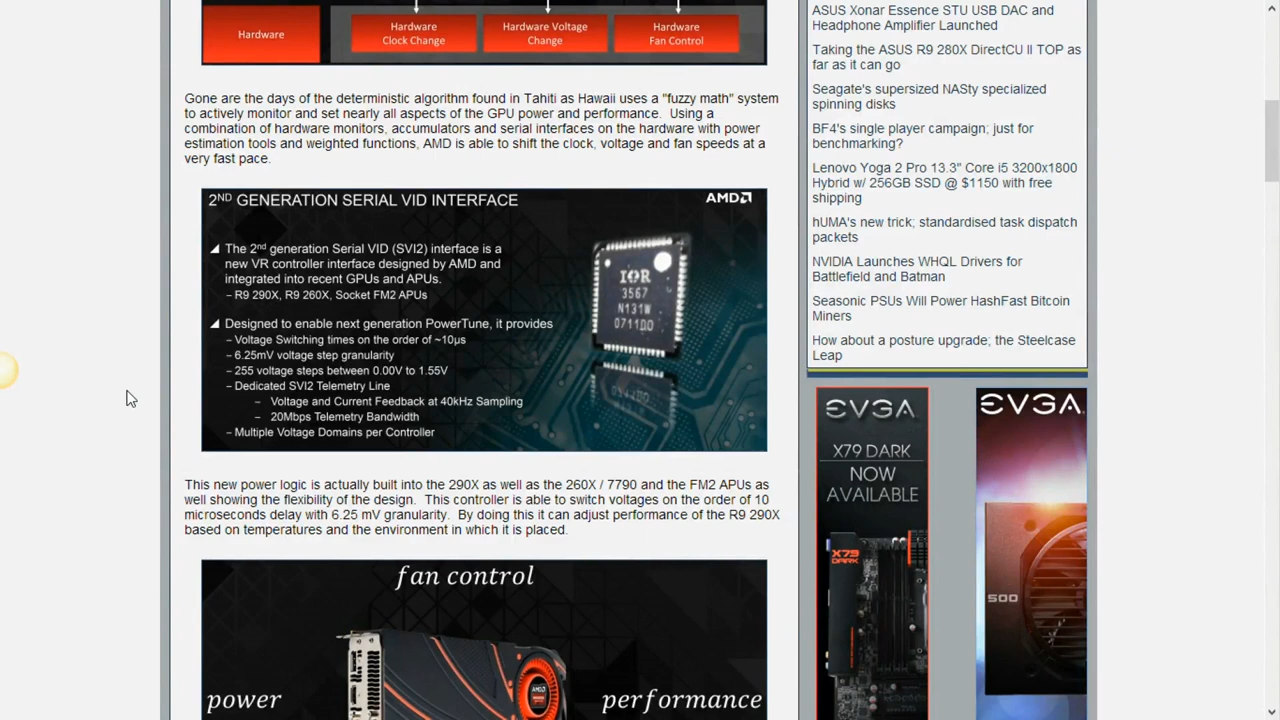 Hardware
Hardware
Clock Change
Hardware Voltage
Change
Hardware
Fan Control
Gone are the days of the deterministic algorithm found in Tahiti as Hawaii uses a "fuzzy math" system
to actively monitor and set nearly all aspects of the GPU power and performance.  Using a
combination of hardware monitors, accumulators and serial interfaces on the hardware with power
estimation tools and weighted functions, AMD is able to shift the clock, voltage and fan speeds at a
very fast pace.
2ND GENERATION SERIAL VID INTERFACE
AMD
The 2nd generation Serial VID (SVI2) interface is a
new VR controller interface designed by AMD and
integrated into recent GPUs and APUs.
– R9 290X, R9 260X, Socket FM2 APUs
Designed to enable next generation PowerTune, it provides
– Voltage Switching times on the order of ~10µs
– 6.25mV voltage step granularity
– 255 voltage steps between 0.00V to 1.55V
– Dedicated SVI2 Telemetry Line
– Voltage and Current Feedback at 40kHz Sampling
– 20Mbps Telemetry Bandwidth
– Multiple Voltage Domains per Controller
IOR
3567
N131W
This new power logic is actually built into the 290X as well as the 260X / 7790 and the FM2 APUs as
well showing the flexibility of the design.  This controller is able to switch voltages on the order of 10
microseconds delay with 6.25 mV granularity.  By doing this it can adjust performance of the R9 290X
based on temperatures and the environment in which it is placed.
fan control
power
performance
AMD
ASUS Xonar Essence STU USB DAC and
Headphone Amplifier Launched
Taking the ASUS R9 280X DirectCU II TOP as
far as it can go
Seagate's supersized NASty specialized
spinning disks
BF4's single player campaign; just for
benchmarking?
Lenovo Yoga 2 Pro 13.3" Core i5 3200x1800
Hybrid w/ 256GB SSD @ $1150 with free
shipping
hUMA's new trick; standardised task dispatch
packets
NVIDIA Launches WHQL Drivers for
Battlefield and Batman
Seasonic PSUs Will Power HashFast Bitcoin
Miners
How about a posture upgrade; the Steelcase
Leap
EVGA
X79 DARK
NOW
AVAILABLE
X79
DARK
EVGA
500